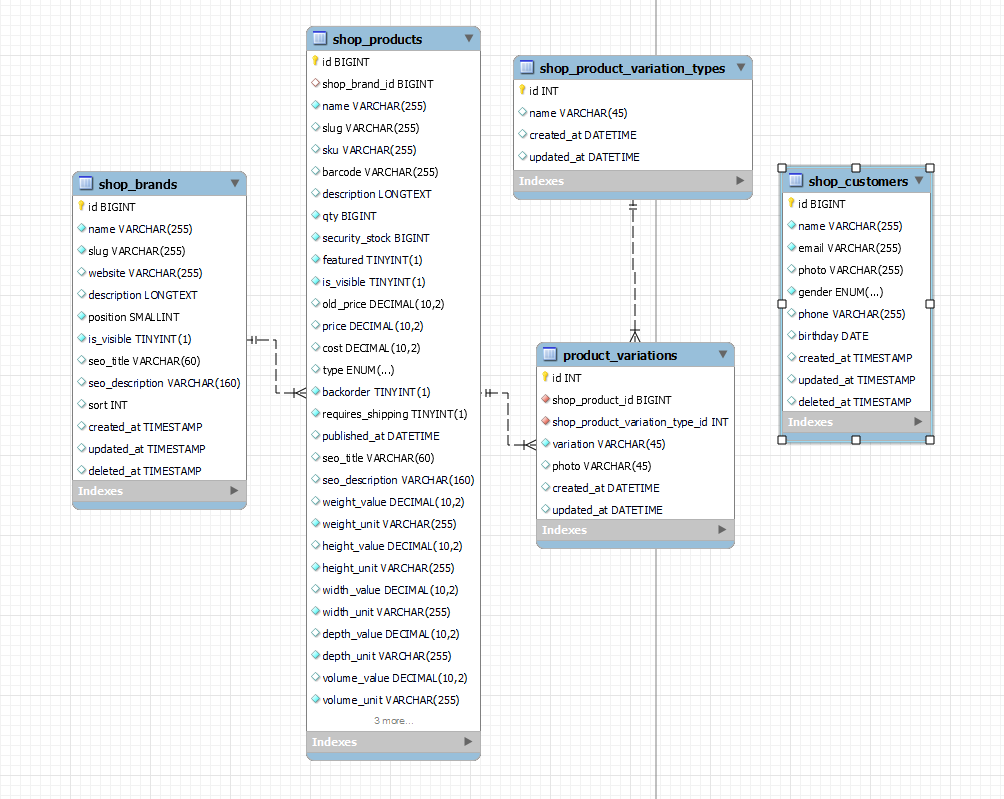 shop_brands
id BIGINT
name VARCHAR(255)
slug VARCHAR(255)
website VARCHAR(255)
description LONGTEXT
position SMALLINT
is_visible TINYINT(1)
seo_title VARCHAR(60)
seo_description VARCHAR(160)
sort INT
created_at TIMESTAMP
updated_at TIMESTAMP
deleted_at TIMESTAMP
Indexes
shop_products
id BIGINT
shop_brand_id BIGINT
name VARCHAR(255)
slug VARCHAR(255)
sku VARCHAR(255)
barcode VARCHAR(255)
description LONGTEXT
qty BIGINT
security_stock BIGINT
featured TINYINT(1)
is_visible TINYINT(1)
old_price DECIMAL(10,2)
price DECIMAL(10,2)
cost DECIMAL(10,2)
type ENUM(...)
backorder TINYINT(1)
requires_shipping TINYINT(1)
published_at DATETIME
seo_title VARCHAR(60)
seo_description VARCHAR(160)
weight_value DECIMAL(10,2)
weight_unit VARCHAR(255)
height_value DECIMAL(10,2)
height_unit VARCHAR(255)
width_value DECIMAL(10,2)
width_unit VARCHAR(255)
depth_value DECIMAL(10,2)
depth_unit VARCHAR(255)
volume_value DECIMAL(10,2)
volume_unit VARCHAR(255)
3 more...
Indexes
shop_product_variation_types
id INT
name VARCHAR(45)
created_at DATETIME
updated_at DATETIME
Indexes
product_variations
id INT
shop_product_id BIGINT
shop_product_variation_type_id INT
variation VARCHAR(45)
photo VARCHAR(45)
created_at DATETIME
updated_at DATETIME
Indexes
shop_customers
id BIGINT
name VARCHAR(255)
email VARCHAR(255)
photo VARCHAR(255)
gender ENUM(...)
phone VARCHAR(255)
birthday DATE
created_at TIMESTAMP
updated_at TIMESTAMP
deleted_at TIMESTAMP
Indexes